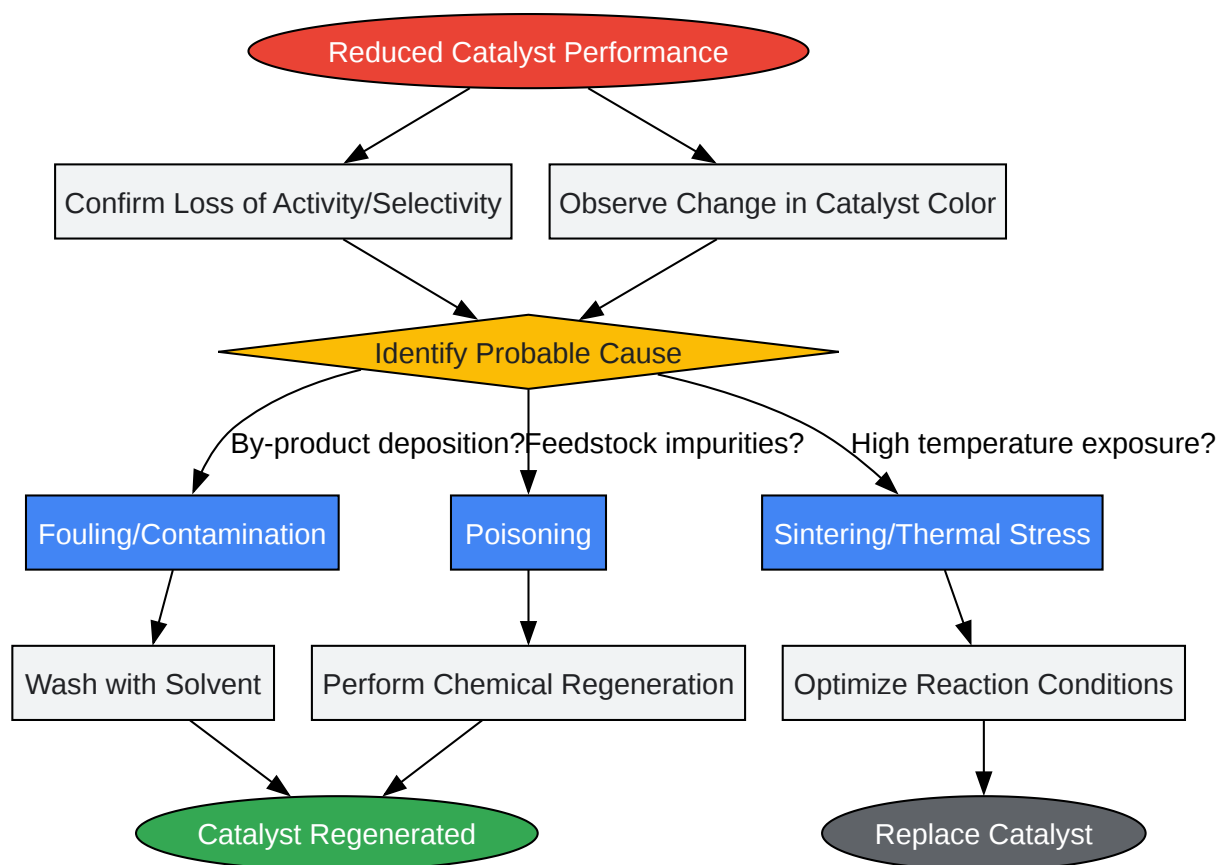 Reduced Catalyst Performance
Confirm Loss of Activity/Selectivity
Observe Change in Catalyst Color
Identify Probable Cause
By-product deposition?
Feedstock impurities?
High temperature exposure?
Fouling/Contamination
Poisoning
Sintering/Thermal Stress
Wash with Solvent
Perform Chemical Regeneration
Optimize Reaction Conditions
Catalyst Regenerated
Replace Catalyst